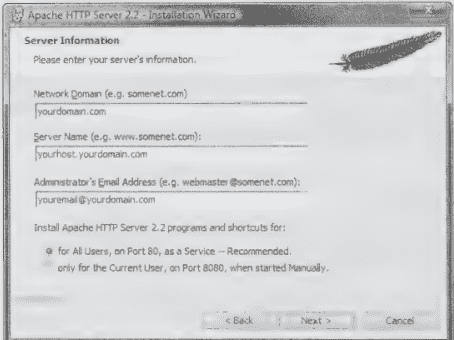 Apache HTTP Server 2.2 - Installation Wizard
Server Information
Please enter your server's information.
Network Domain (e.g. somenet.com)
yourdomain.com
Server Name (e.g. www.somenet.com):
yourhost.yourdomain.com
Administrator's Email Address (e.g. webmaster@somenet.com):
youremail@yourdomain.com
Install Apache HTTP Server 2.2 programs and shortcuts for:
for All Users, on Port 80, as a Service -- Recommended.
only for the Current User, on Port 8080, when started Manually.
< Back Next > Cancel